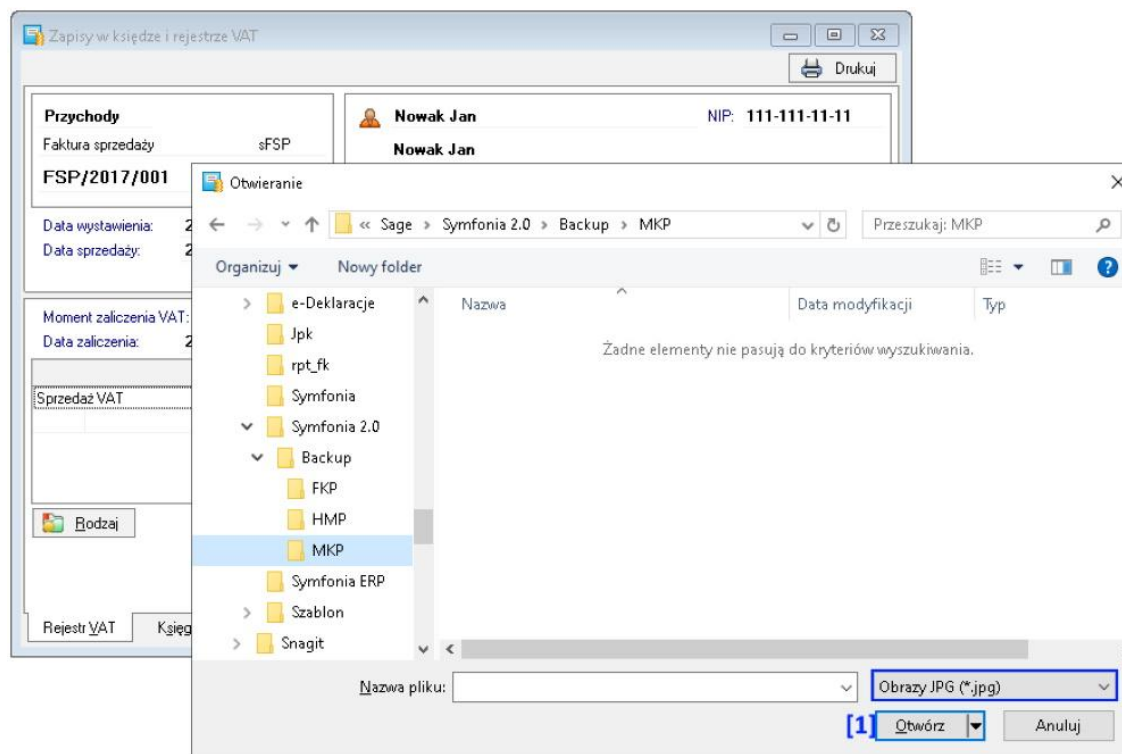 Zapisy w księdze i rejestrze VAT
Drukuj
Przychody
Faktura sprzedaży sFSP
FSP/2017/001
Nowak Jan NIP: 111-111-11-11
Nowak Jan
Data wystawienia: 2
Data sprzedaży: 2
Moment zaliczenia VAT:
Data zaliczenia: 2
Sprzedaż VAT
Rodzaj
Rejestr VAT Księg
Otwieranie
« Sage > Symfonia 2.0 > Backup > MKP
Przeszukaj: MKP
Organizuj Nowy folder
e-Deklaracje
Jpk
rpt_fk
Symfonia
Symfonia 2.0
Backup
FKP
HMP
MKP
Symfonia ERP
Szablon
Snagit
Nazwa Data modyfikacji Typ
Żadne elementy nie pasują do kryteriów wyszukiwania.
Nazwa pliku:
Obrazy JPG (*.jpg)
[1] Otwórz Anuluj